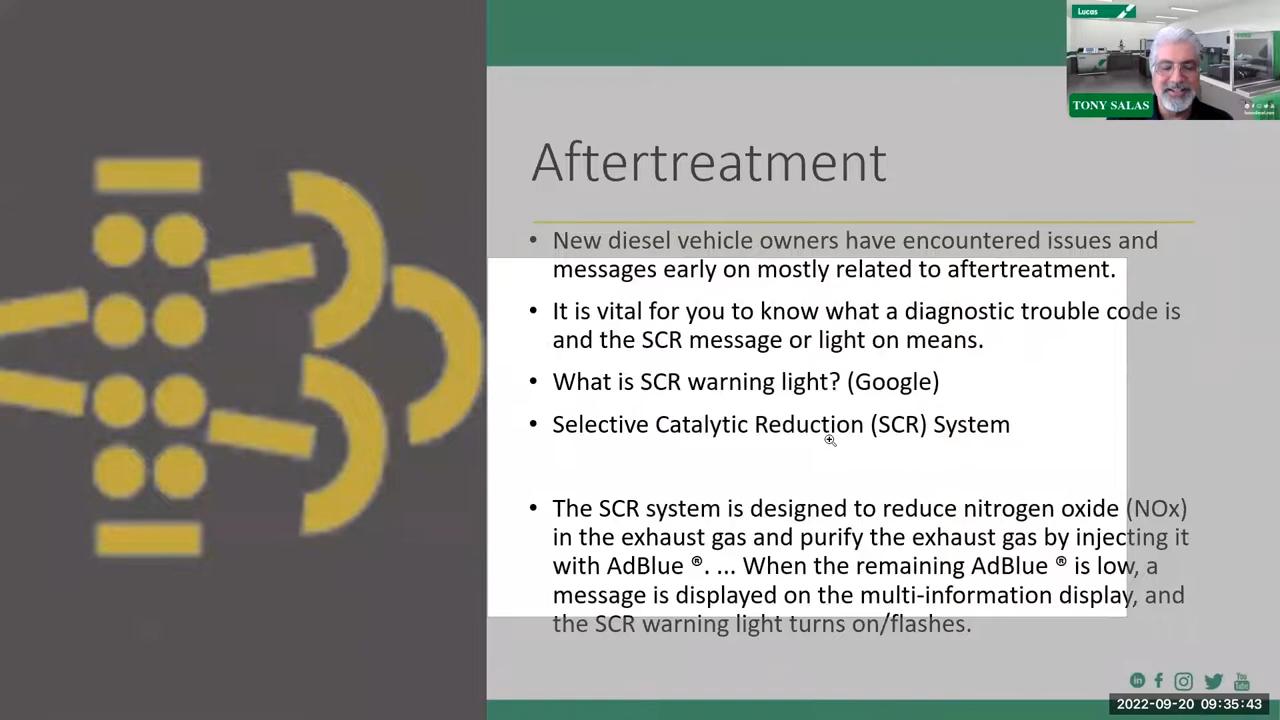 Lucas
TONY SALAS
Aftertreatment
• New diesel vehicle owners have encountered issues and
messages early on mostly related to aftertreatment.
• It is vital for you to know what a diagnostic trouble code is
and the SCR message or light on means.
• What is SCR warning light? (Google)
• Selective Catalytic Reduction (SCR) System
• The SCR system is designed to reduce nitrogen oxide (NOx)
in the exhaust gas and purify the exhaust gas by injecting it
with AdBlue ®. ... When the remaining AdBlue ® is low, a
message is displayed on the multi-information display, and
the SCR warning light turns on/flashes.
2022-09-20 09:35:43